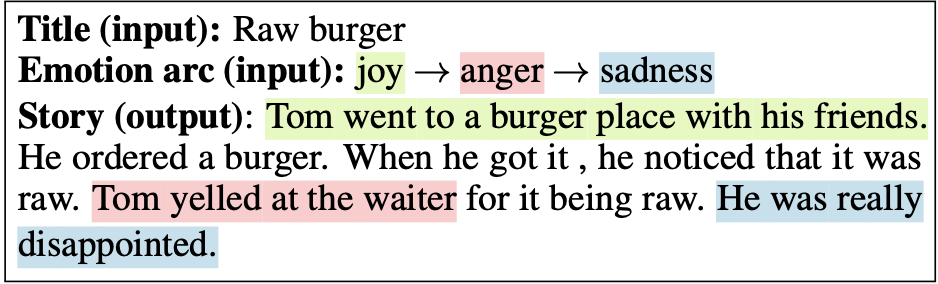 Title (input): Raw burger
Emotion arc (input): joy → anger → sadness
Story (output): Tom went to a burger place with his friends.
He ordered a burger. When he got it , he noticed that it was
raw. Tom yelled at the waiter for it being raw. He was really
disappointed.